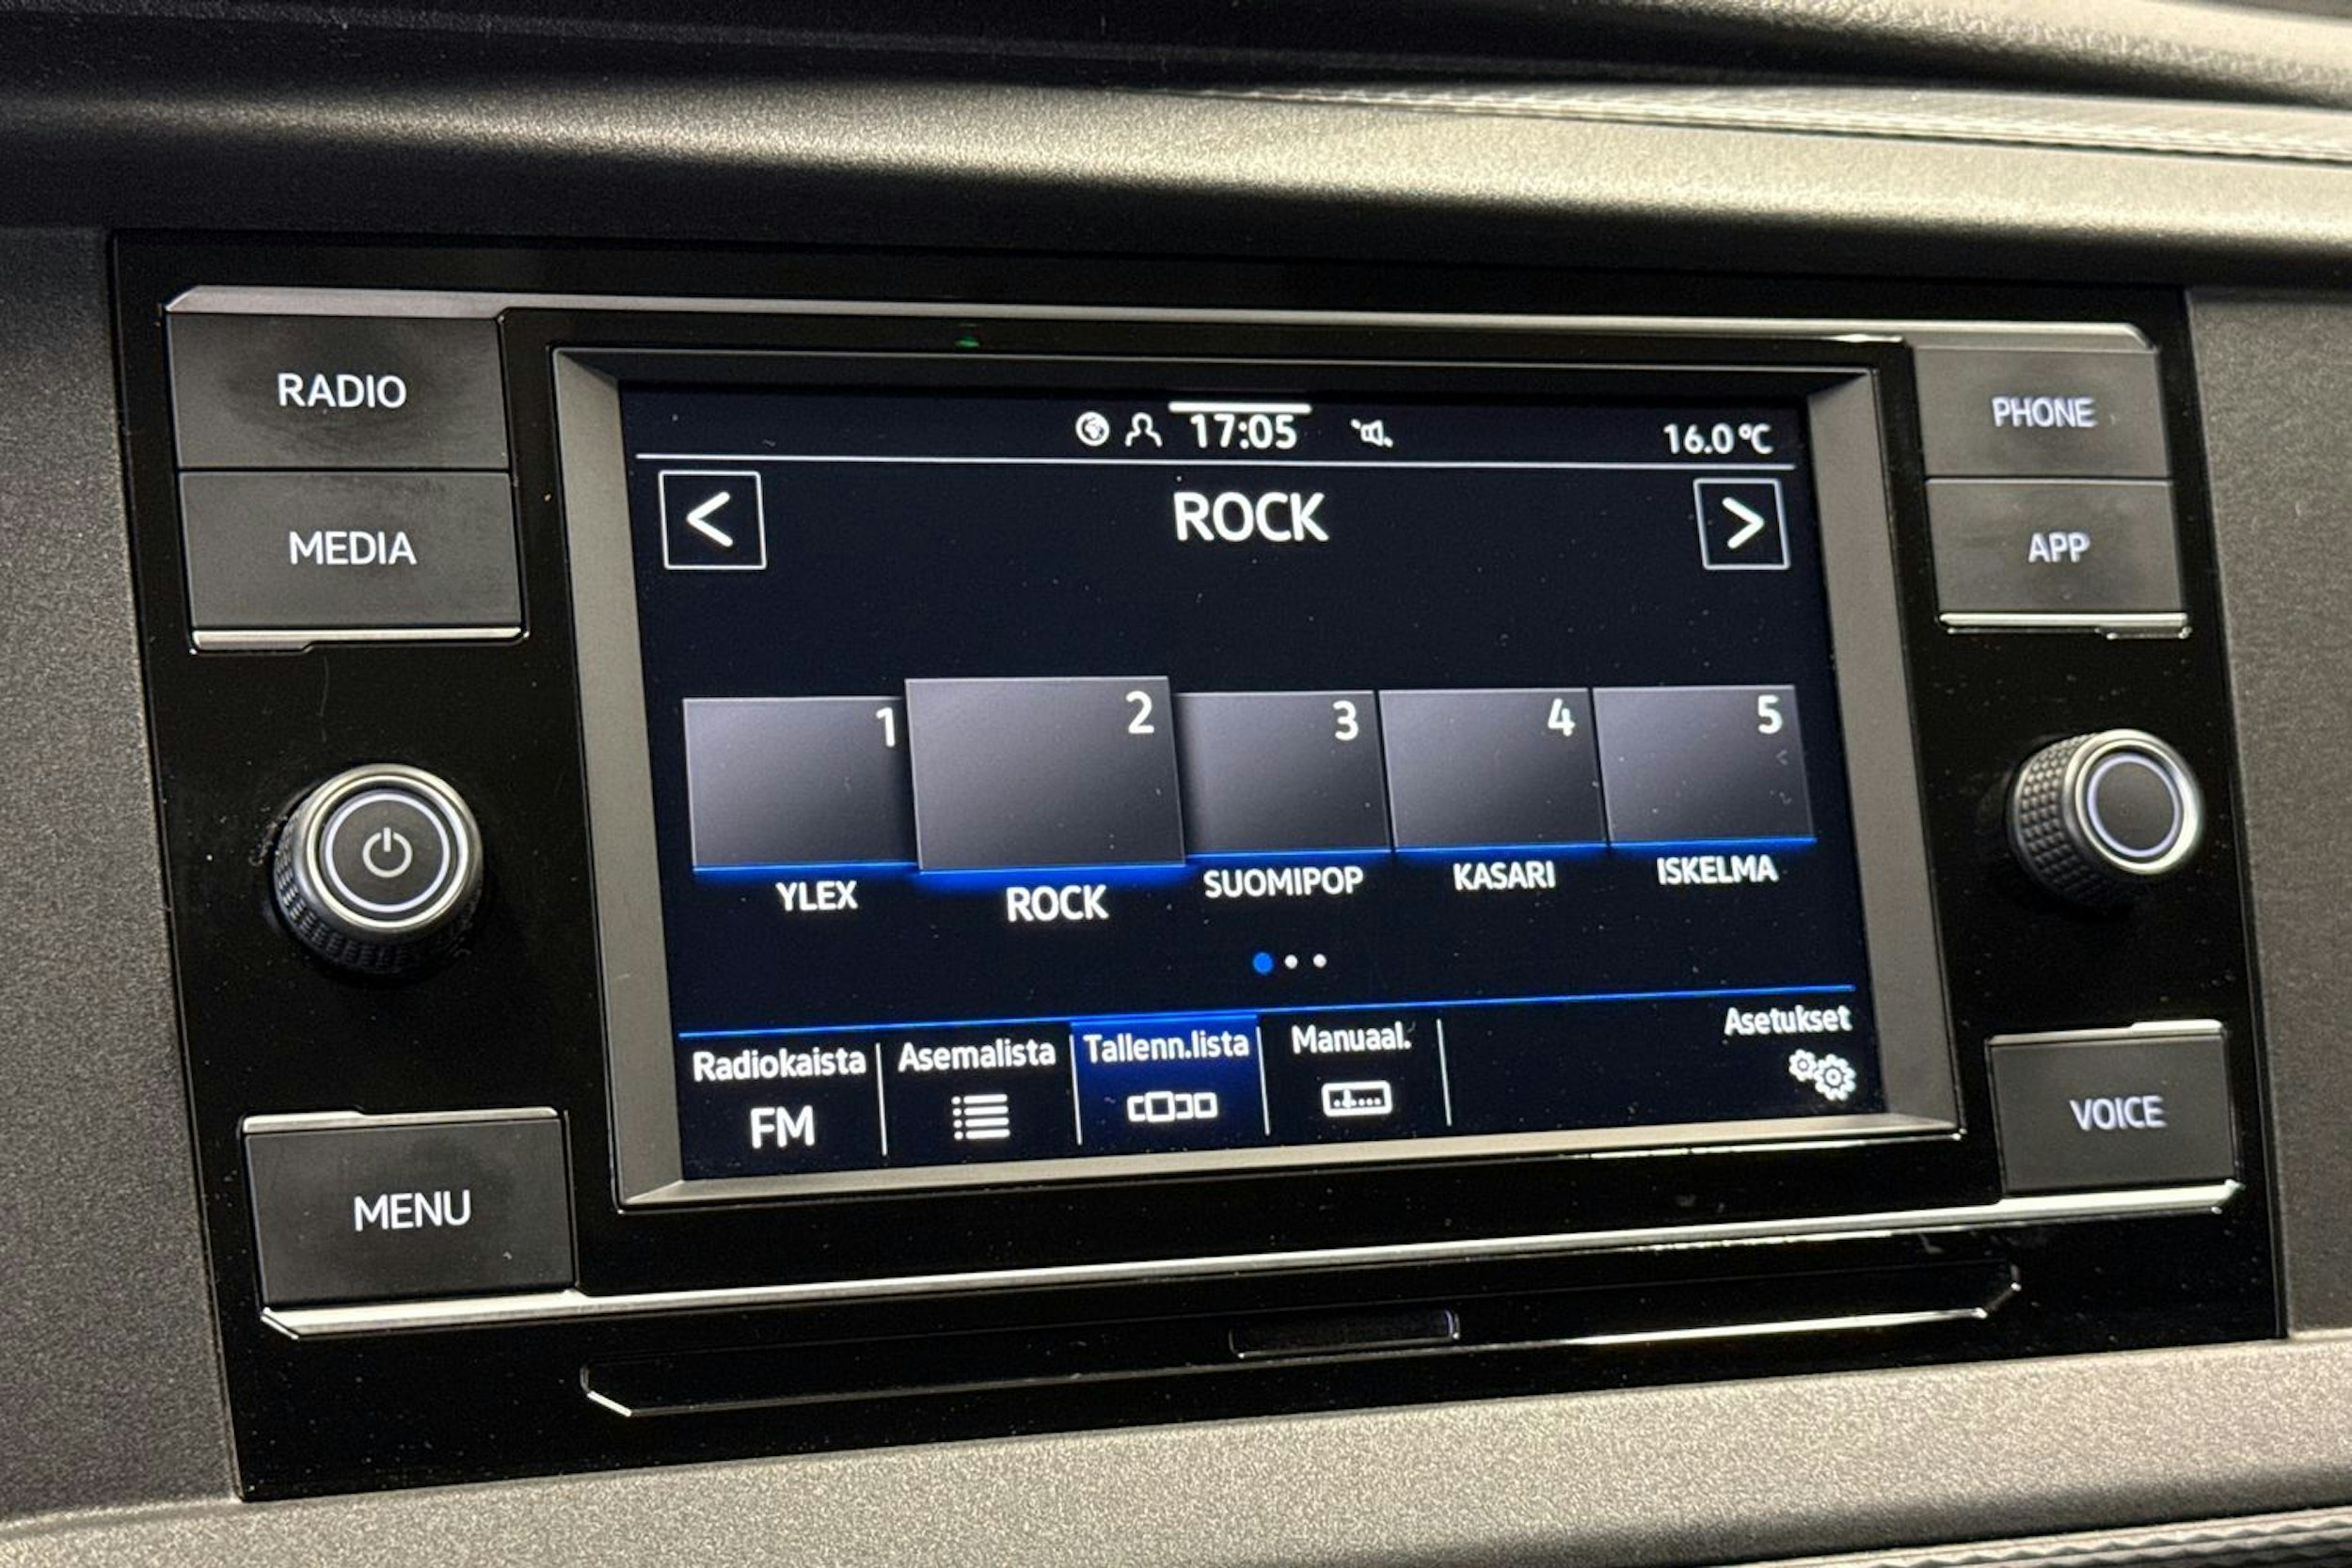 RADIO
MEDIA
MENU
17:05
16.0°C
<
ROCK
>
1
2
3
4
5
YLEX
ROCK
SUOMIPOP
KASARI
ISKELMA
Radiokaista
FM
Asemalista
Tallenn.lista
Manuaal.
Asetukset
PHONE
APP
VOICE